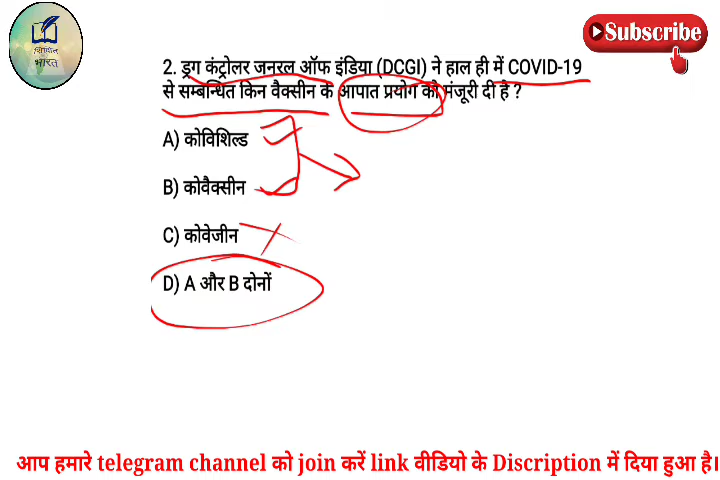 शिक्षित
भारत
Subscribe
2. ड्रग कंट्रोलर जनरल ऑफ इंडिया (DCGI) ने हाल ही में COVID-19
से सम्बन्धित किन वैक्सीन के आपात प्रयोग को मंजूरी दी है ?
A) कोविशिल्ड
B) कोवैक्सीन
C) कोवेजीन
D) A और B दोनों
आप हमारे telegram channel को join करें link वीडियो के Discription में दिया हुआ है।